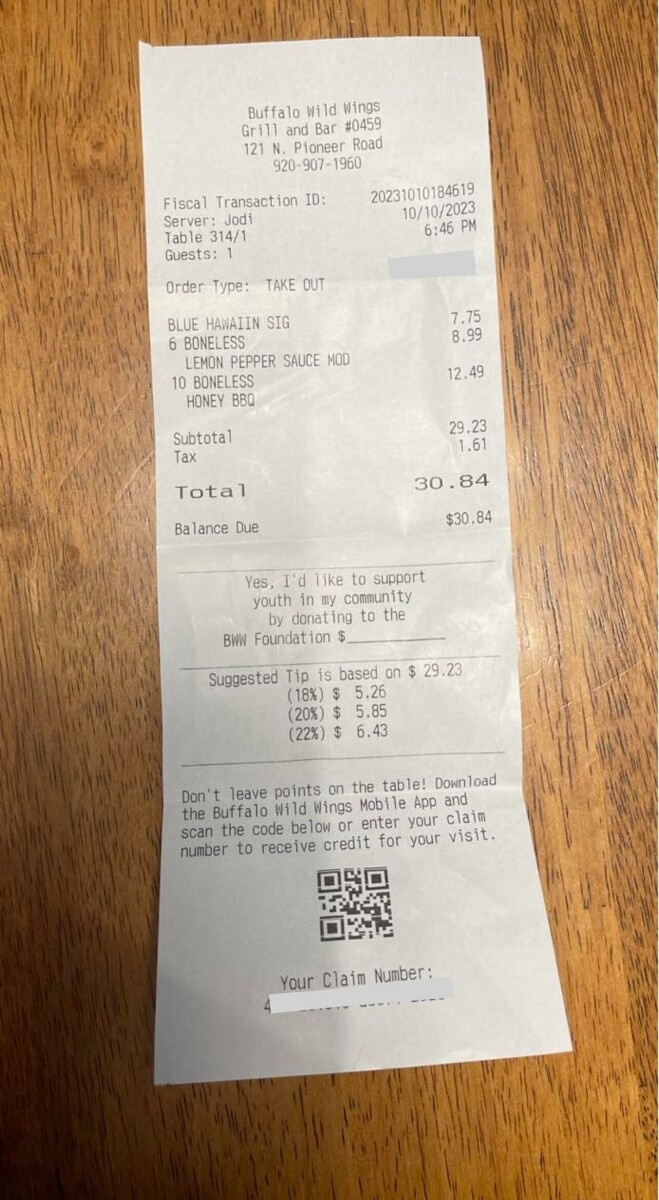 Buffalo Wild Wings
Grill and Bar #0459
121 N. Pioneer Road
920-907-1960
Fiscal Transaction ID: 20231010184619
Server: Jodi 10/10/2023
Table 314/1 6:46 PM
Guests: 1
Order Type: TAKE OUT
BLUE HAWAIIN SIG 7.75
6 BONELESS 8.99
LEMON PEPPER SAUCE MOD
10 BONELESS 12.49
HONEY BBQ
Subtotal 29.23
Tax 1.61
Total 30.84
Balance Due $30.84
Yes, I'd like to support
youth in my community
by donating to the
BWW Foundation $__________
Suggested Tip is based on $ 29.23
(18%) $ 5.26
(20%) $ 5.85
(22%) $ 6.43
Don't leave points on the table! Download
the Buffalo Wild Wings Mobile App and
scan the code below or enter your claim
number to receive credit for your visit.
Your Claim Number: